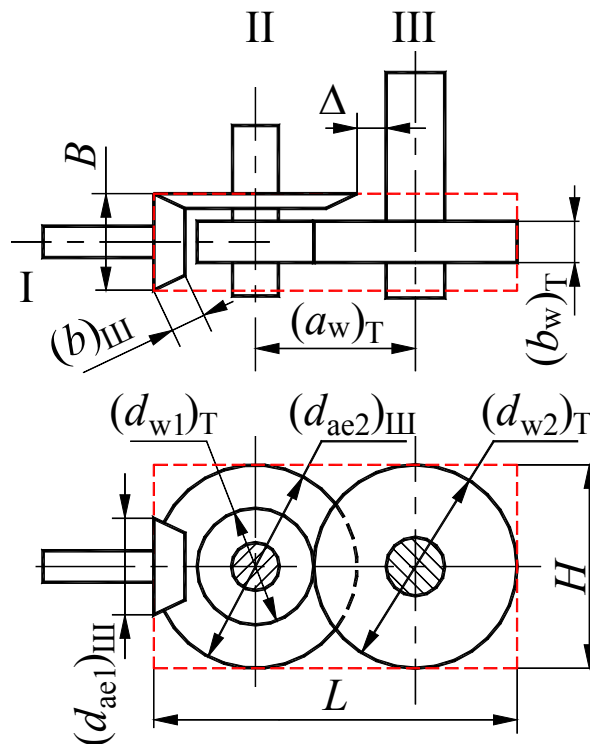 II III
Δ
B
I
(b)Ш
(aw)Т
(bw)Т
(dw1)Т (dae2)Ш (dw2)Т
H
(dae1)Ш
L